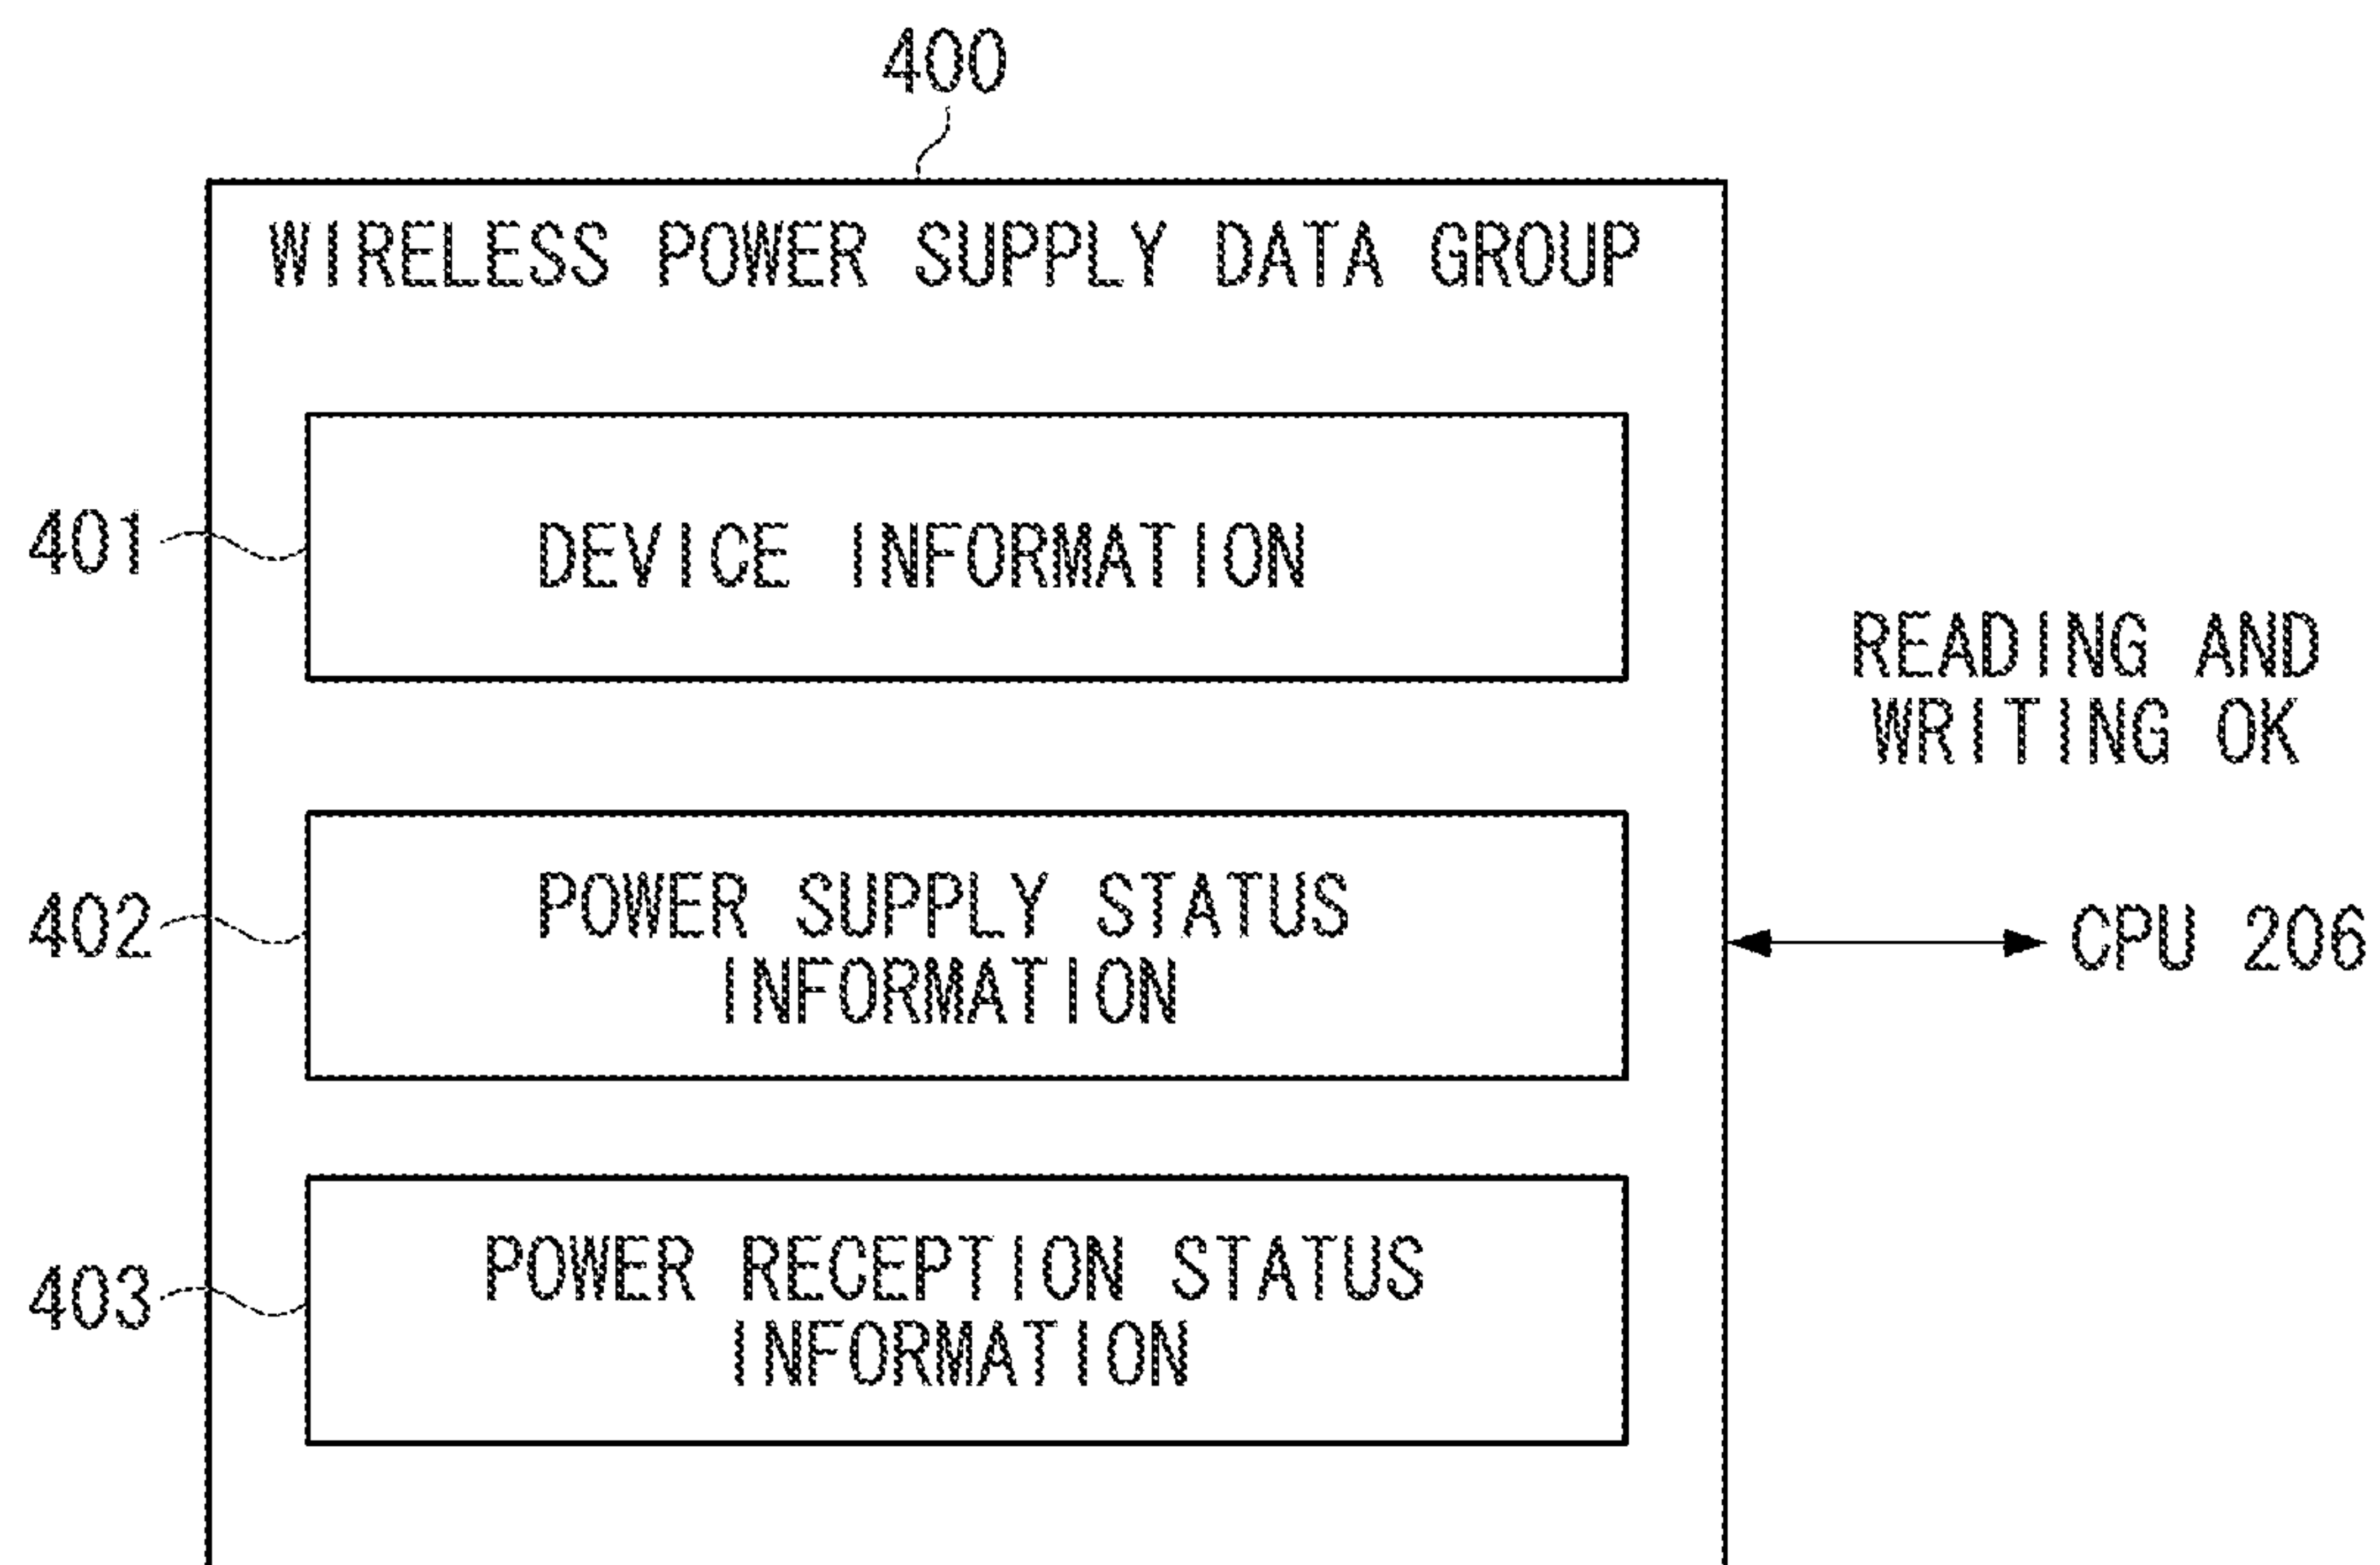 400
WIRELESS POWER SUPPLY DATA GROUP
401
DEVICE INFORMATION
READING AND
WRITING OK
402
POWER SUPPLY STATUS
INFORMATION
CPU 206
403
POWER RECEPTION STATUS
INFORMATION